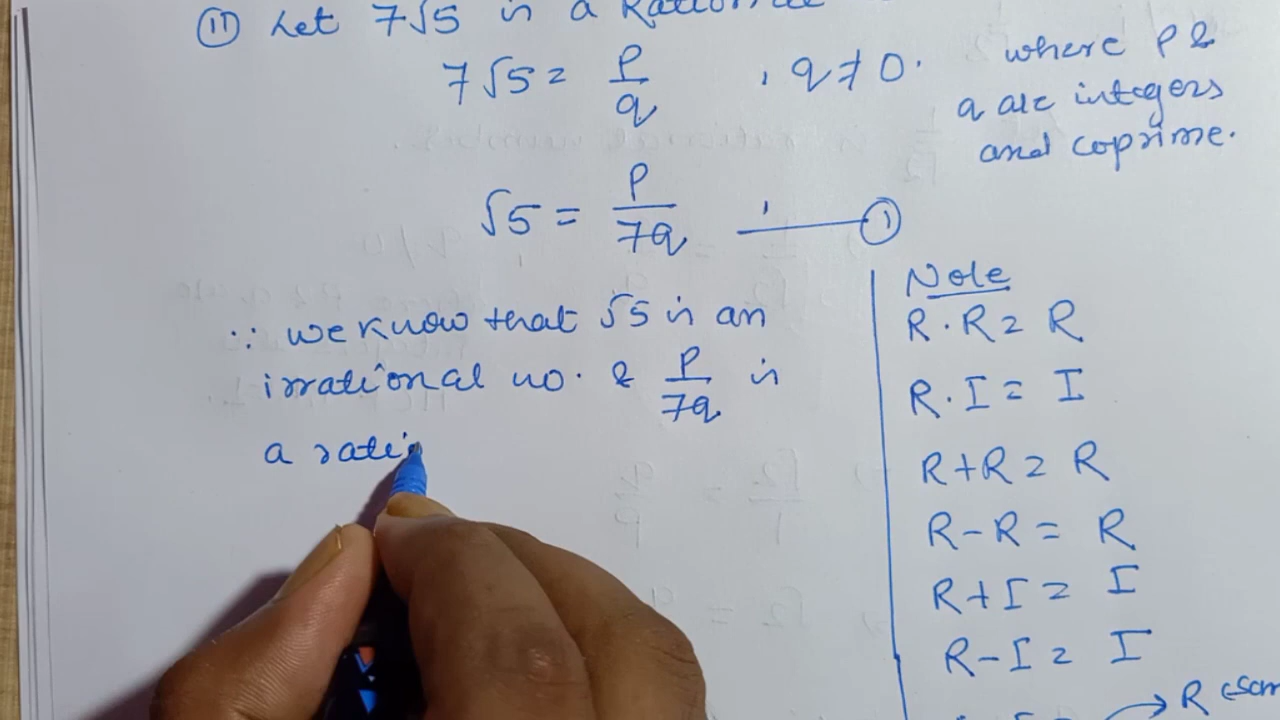 (ii) Let 7√5 is a Rational
7√5 = p/q , q ≠ 0. where p &
q are integers
and coprime.
√5 = p/7q , ——— ①
∵ we know that √5 is an
irrational no. & p/7q is
a rati
Note
R · R = R
R · I = I
R + R = R
R - R = R
R + I = I
R - I = I
→ R (som